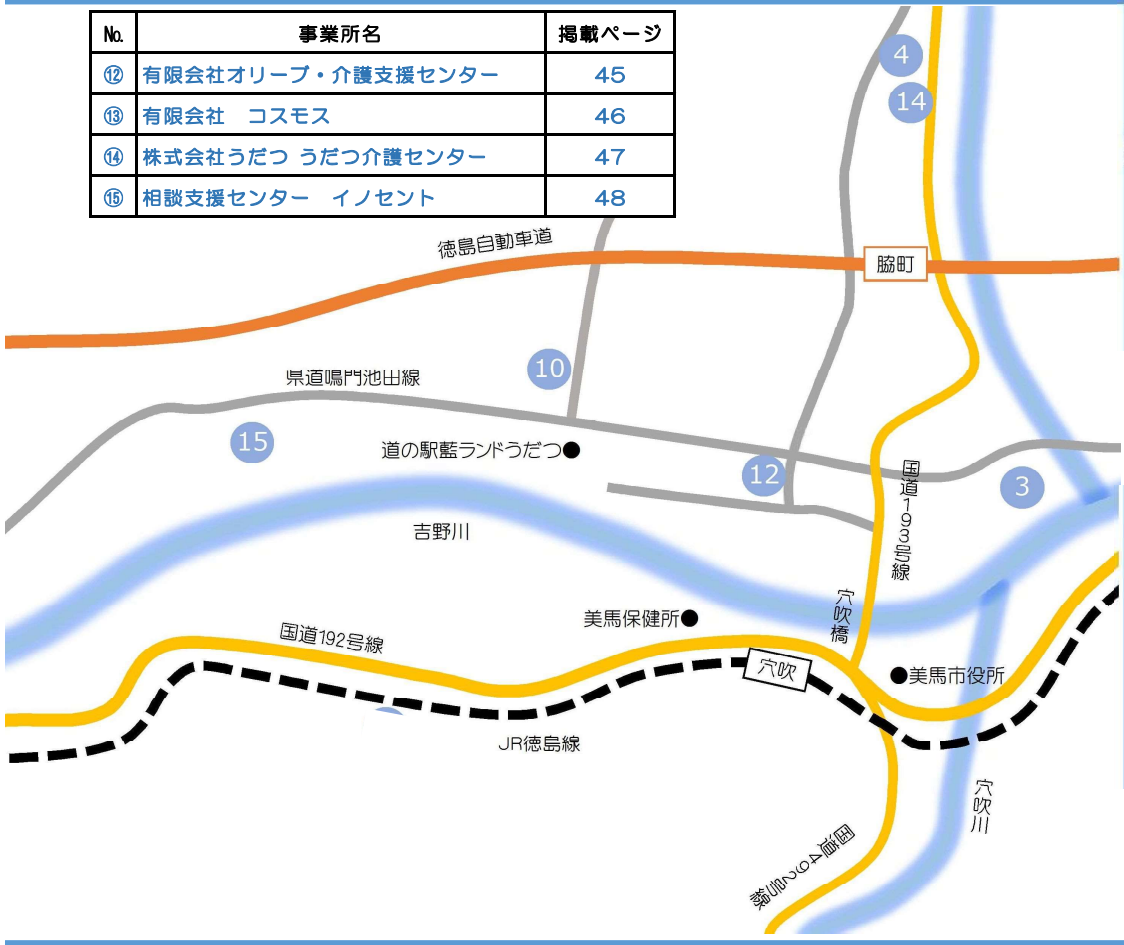 No. 事業所名 掲載ページ
⑫ 有限会社オリーブ・介護支援センター 45
⑬ 有限会社　コスモス 46
⑭ 株式会社うだつ うだつ介護センター 47
⑮ 相談支援センター　イノセント 48
4
14
徳島自動車道
脇町
10
県道鳴門池田線
15
道の駅藍ランドうだつ
12
3
国道193号線
吉野川
穴吹橋
美馬保健所
国道192号線
穴吹
美馬市役所
JR徳島線
穴吹川
国道492号線